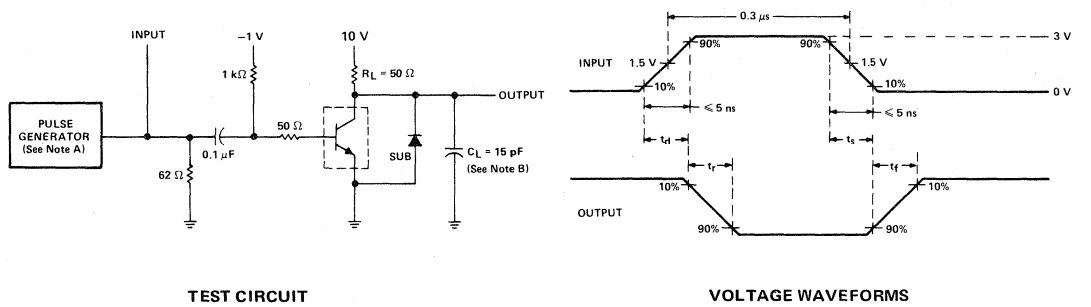 INPUT
−1 V
10 V
1 kΩ
R_L = 50 Ω
OUTPUT
PULSE
GENERATOR
(See Note A)
0.1 μF
50 Ω
62 Ω
SUB
C_L = 15 pF
(See Note B)
TEST CIRCUIT
0.3 μs
3 V
90%
90%
INPUT
1.5 V
1.5 V
10%
10%
0 V
≤ 5 ns
≤ 5 ns
t_d
t_s
t_r
t_f
10%
10%
OUTPUT
90%
90%
VOLTAGE WAVEFORMS